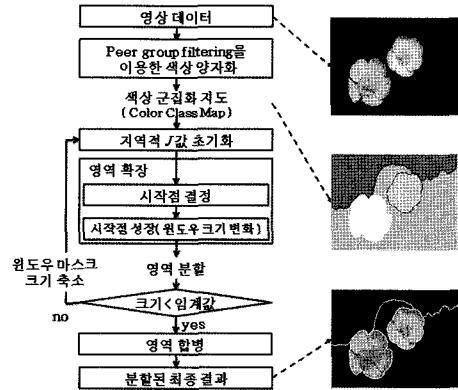 영상 데이터
Peer group filtering을
이용한 색상 양자화
색상 군집화 지도
(Color Class Map)
지역적 J값 초기화
영역 확장
시작점 결정
시작점 성장(윈도우 크기 변화)
윈도우 마스크
크기 축소
영역 분할
크기<임계값
no
yes
영역 합병
분할된 최종 결과